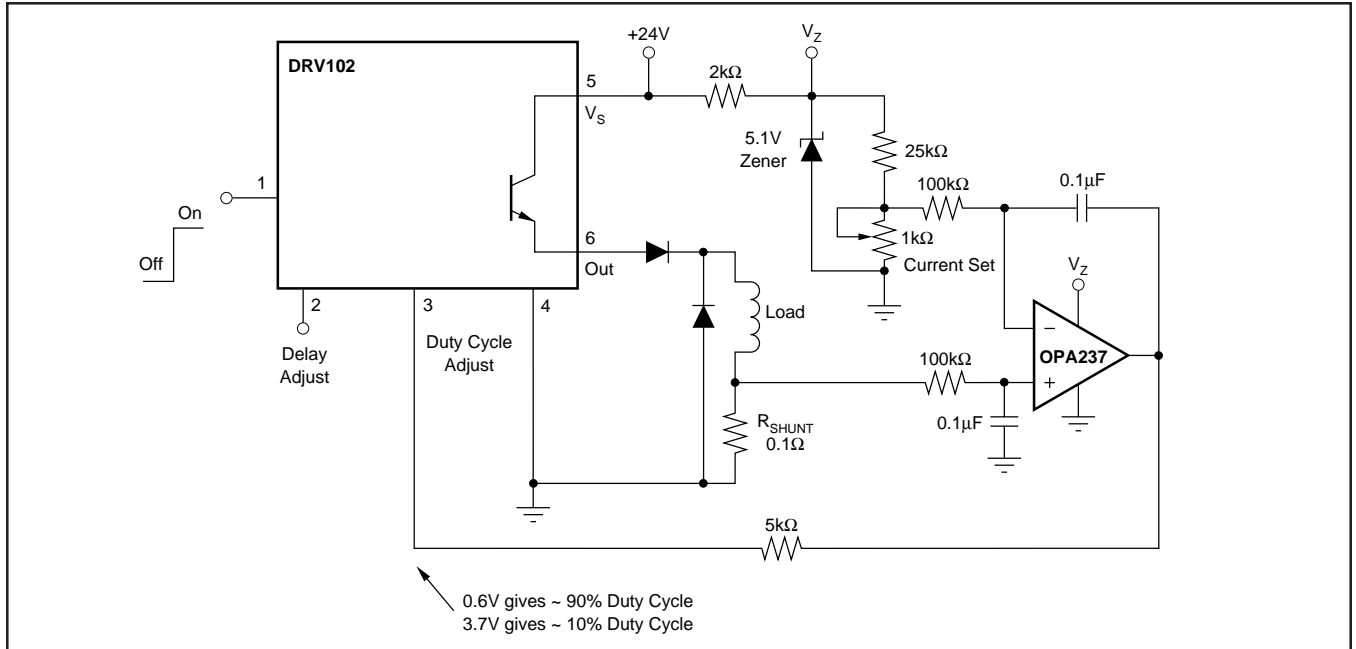 DRV102
+24V
V_Z
5
V_S
2kΩ
5.1V
Zener
25kΩ
100kΩ
0.1μF
1
On
Off
1kΩ
Current Set
6
Out
V_Z
2
3
4
Load
Delay
Adjust
Duty Cycle
Adjust
100kΩ
−
+
OPA237
R_SHUNT
0.1Ω
0.1μF
5kΩ
0.6V gives ~ 90% Duty Cycle
3.7V gives ~ 10% Duty Cycle